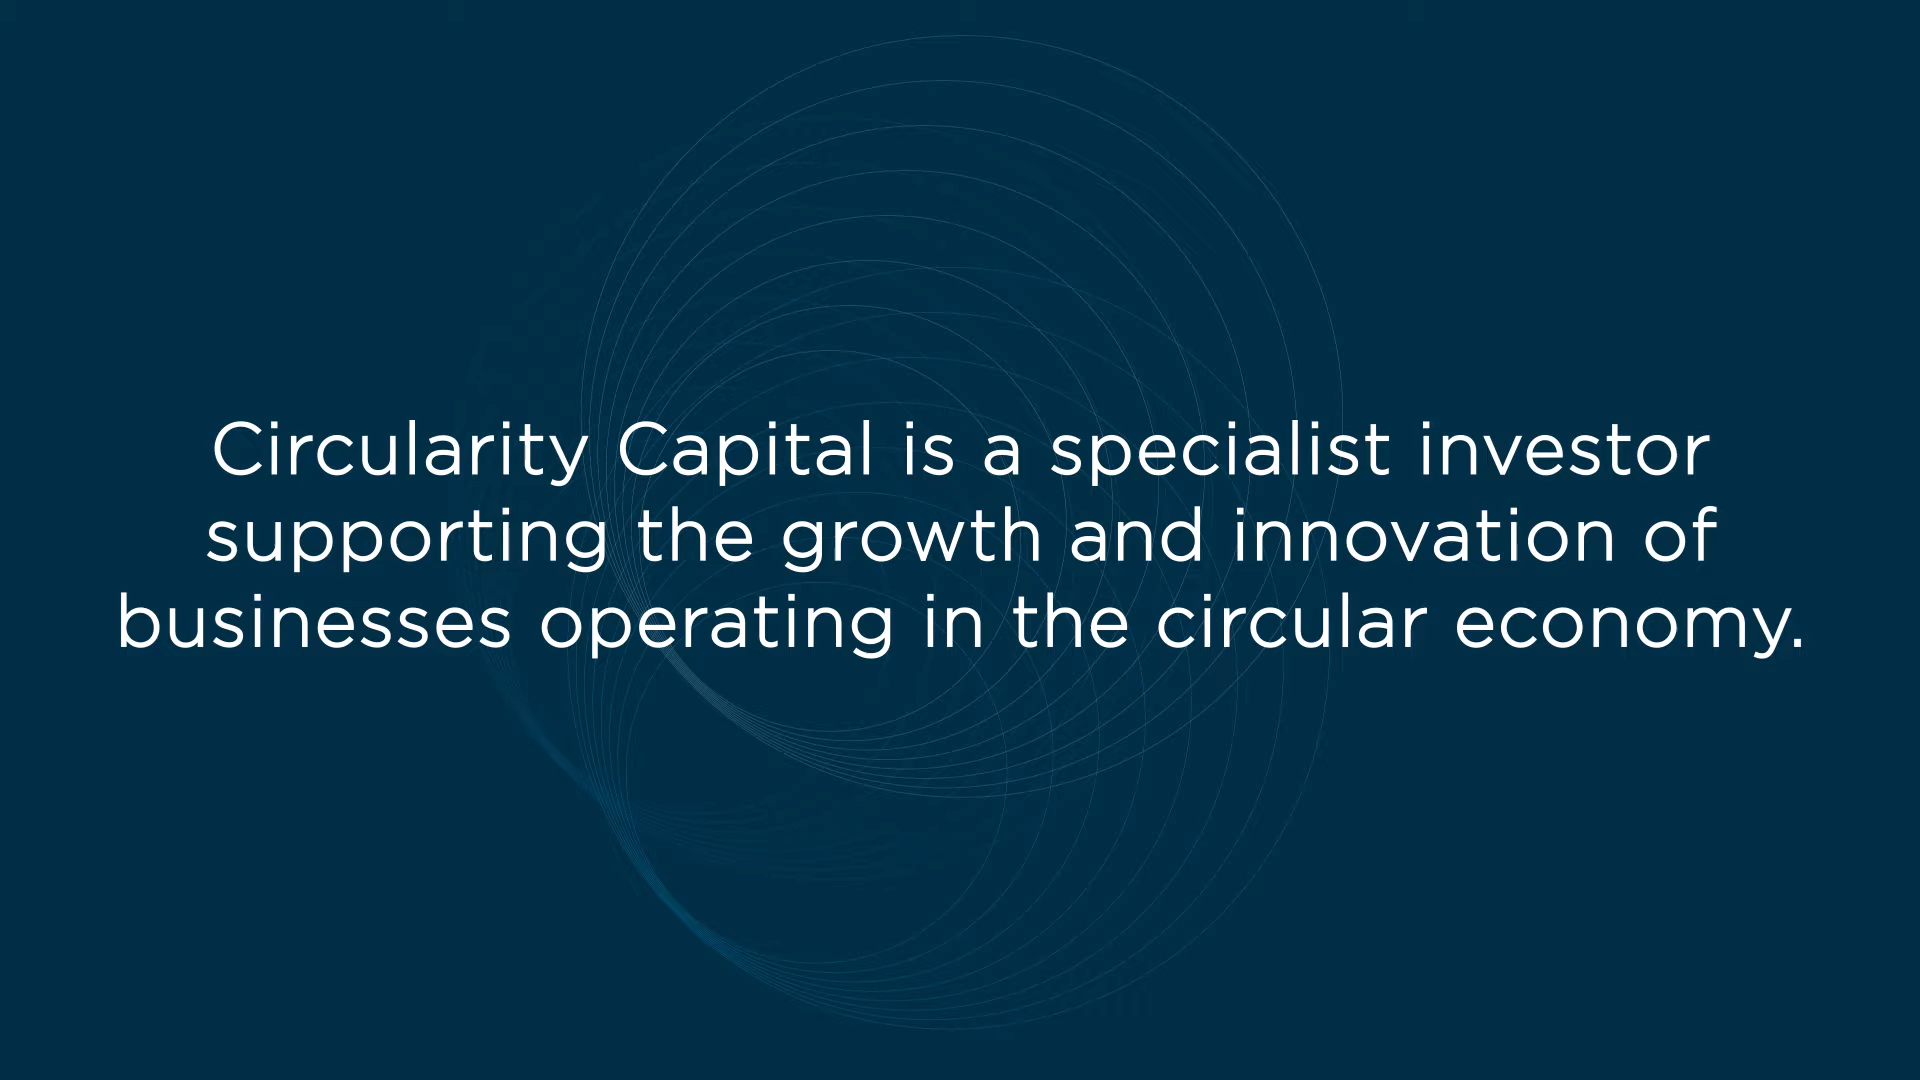 Circularity Capital is a specialist investor
supporting the growth and innovation of
businesses operating in the circular economy.